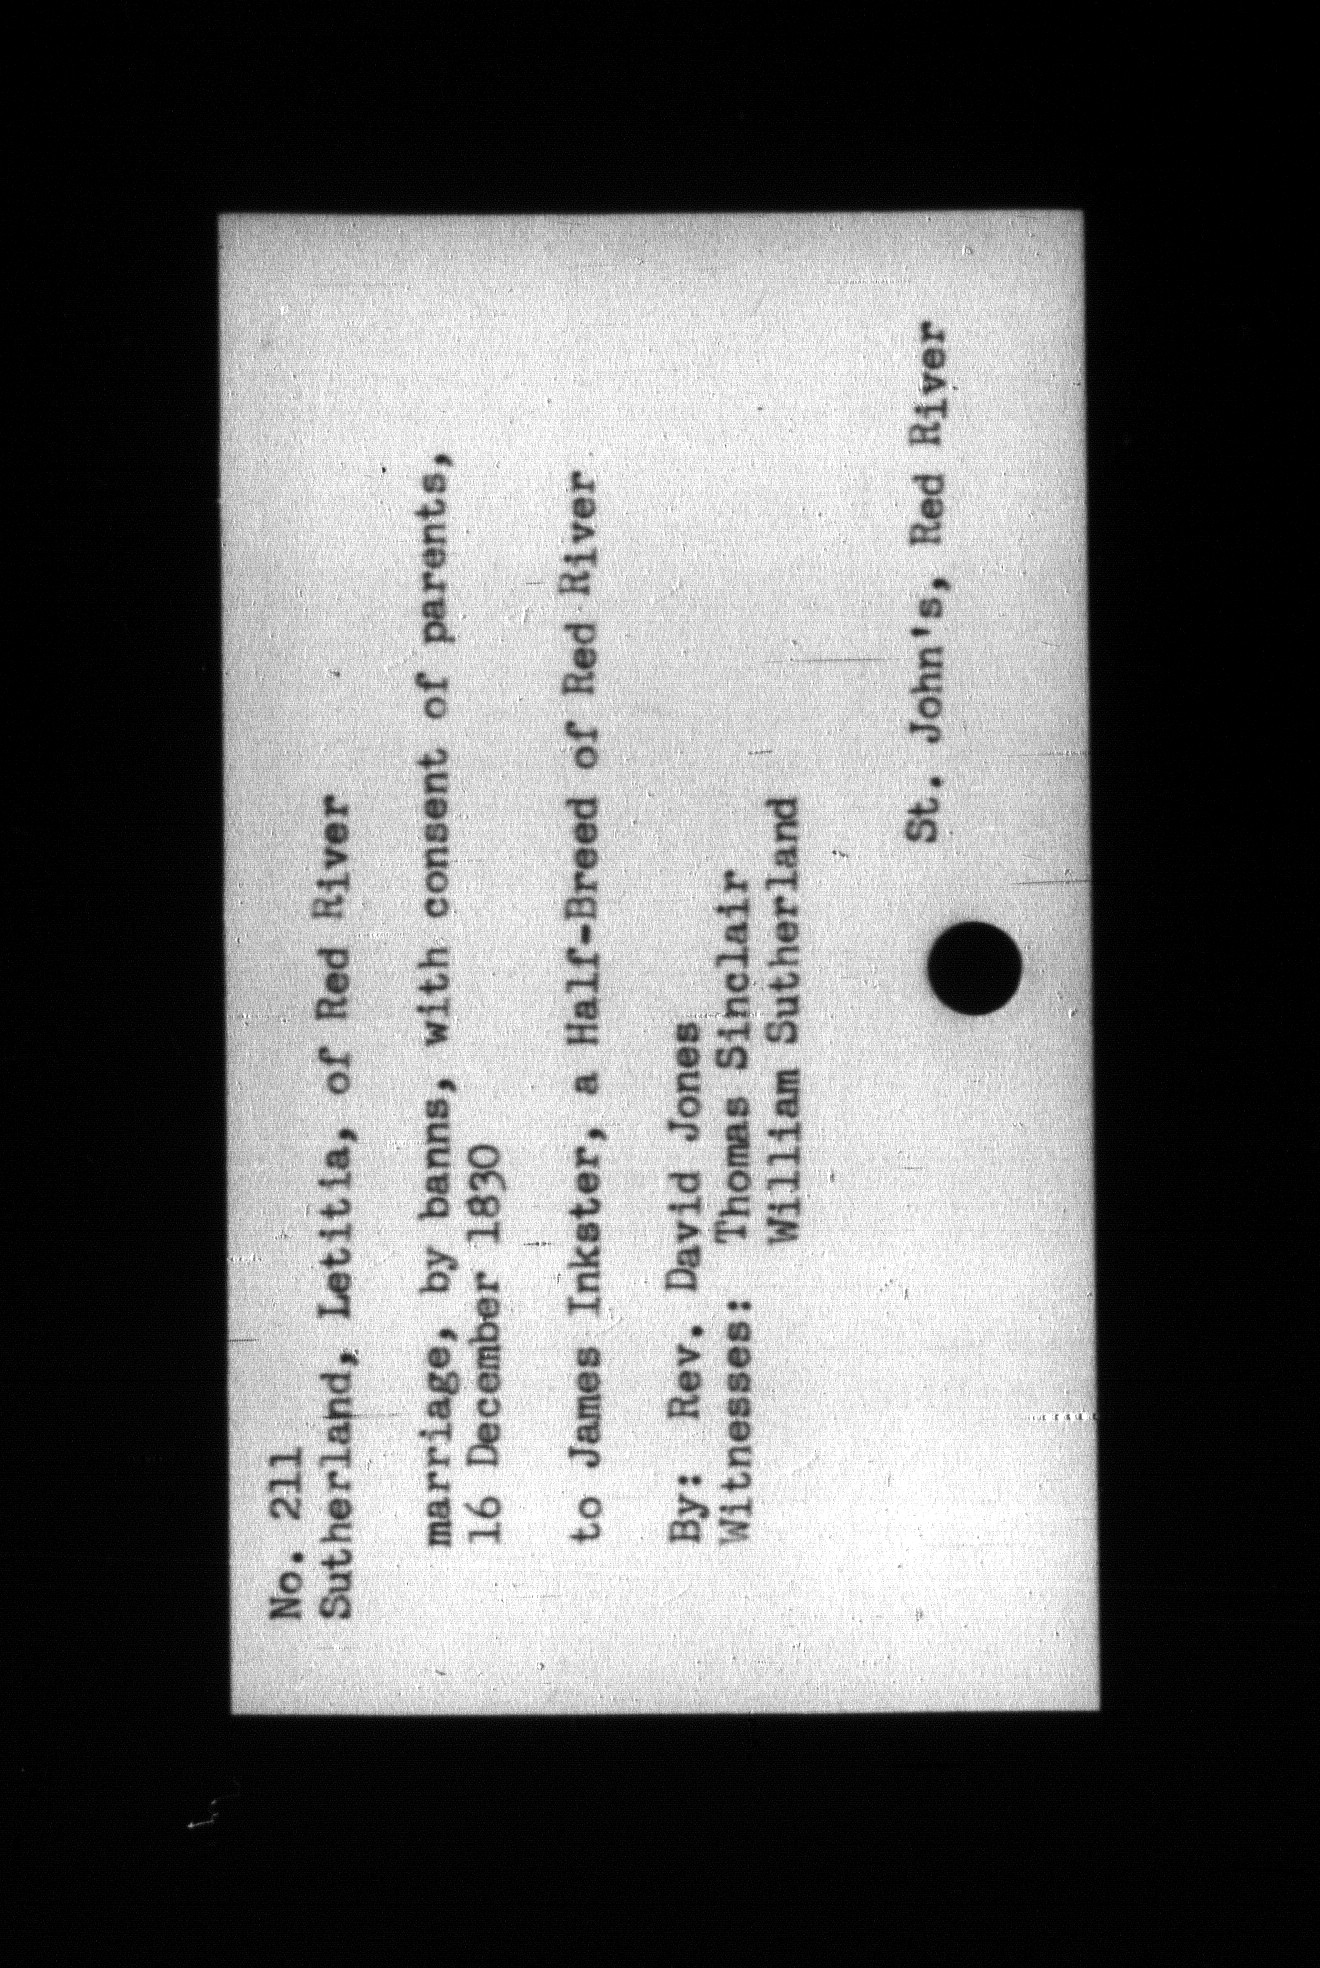 No. 211
Sutherland, Letitia, of Red River
marriage, by banns, with consent of parents,
16 December 1830
to James Inkster, a Half-Breed of Red River
By: Rev. David Jones
Witnesses: Thomas Sinclair
William Sutherland
St. John's, Red River